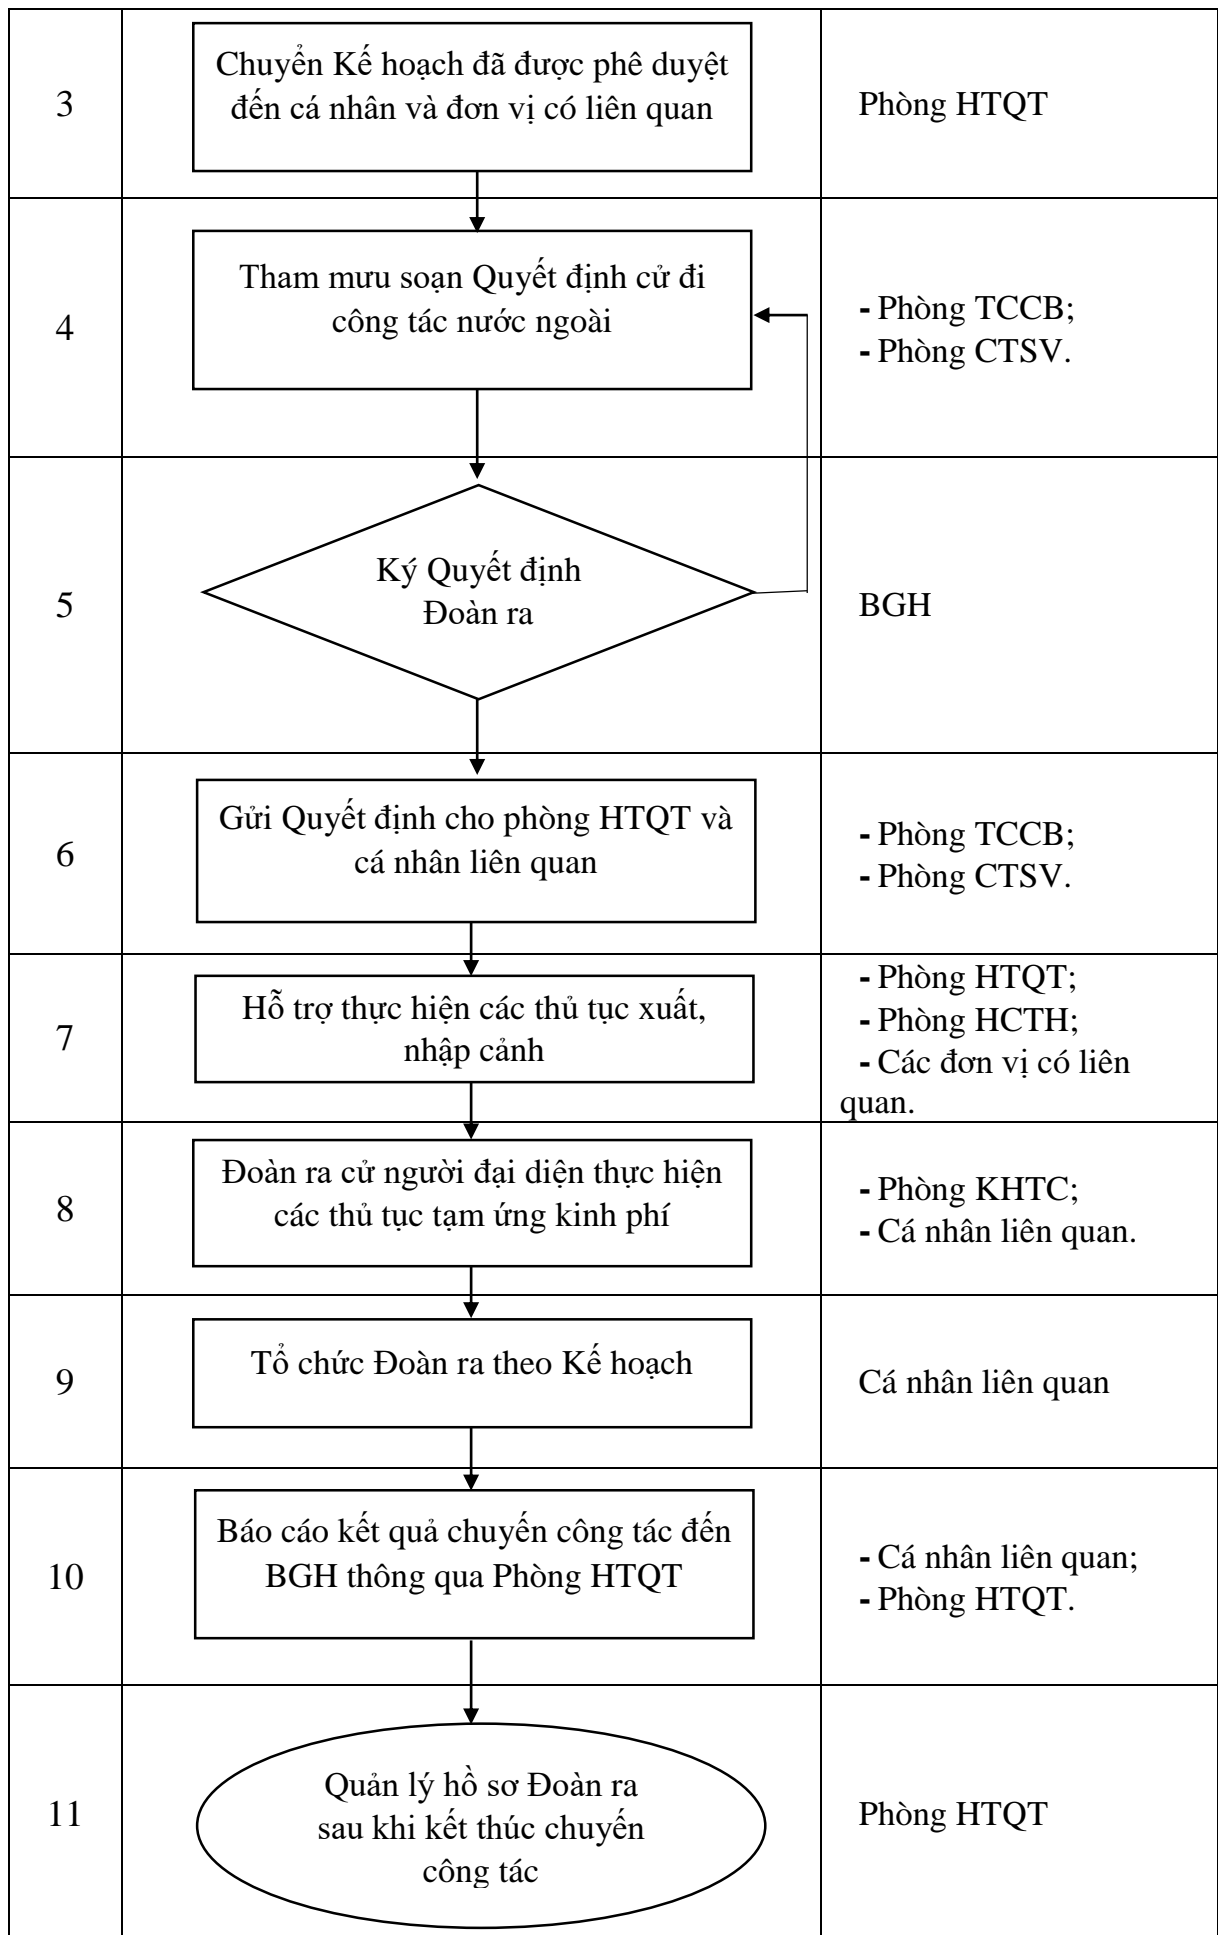 3
Chuyển Kế hoạch đã được phê duyệt
đến cá nhân và đơn vị có liên quan
Phòng HTQT
4
Tham mưu soạn Quyết định cử đi
công tác nước ngoài
- Phòng TCCB;
- Phòng CTSV.
5
Ký Quyết định
Đoàn ra
BGH
6
Gửi Quyết định cho phòng HTQT và
cá nhân liên quan
- Phòng TCCB;
- Phòng CTSV.
7
Hỗ trợ thực hiện các thủ tục xuất,
nhập cảnh
- Phòng HTQT;
- Phòng HCTH;
- Các đơn vị có liên
quan.
8
Đoàn ra cử người đại diện thực hiện
các thủ tục tạm ứng kinh phí
- Phòng KHTC;
- Cá nhân liên quan.
9
Tổ chức Đoàn ra theo Kế hoạch
Cá nhân liên quan
10
Báo cáo kết quả chuyến công tác đến
BGH thông qua Phòng HTQT
- Cá nhân liên quan;
- Phòng HTQT.
11
Quản lý hồ sơ Đoàn ra
sau khi kết thúc chuyến
công tác
Phòng HTQT